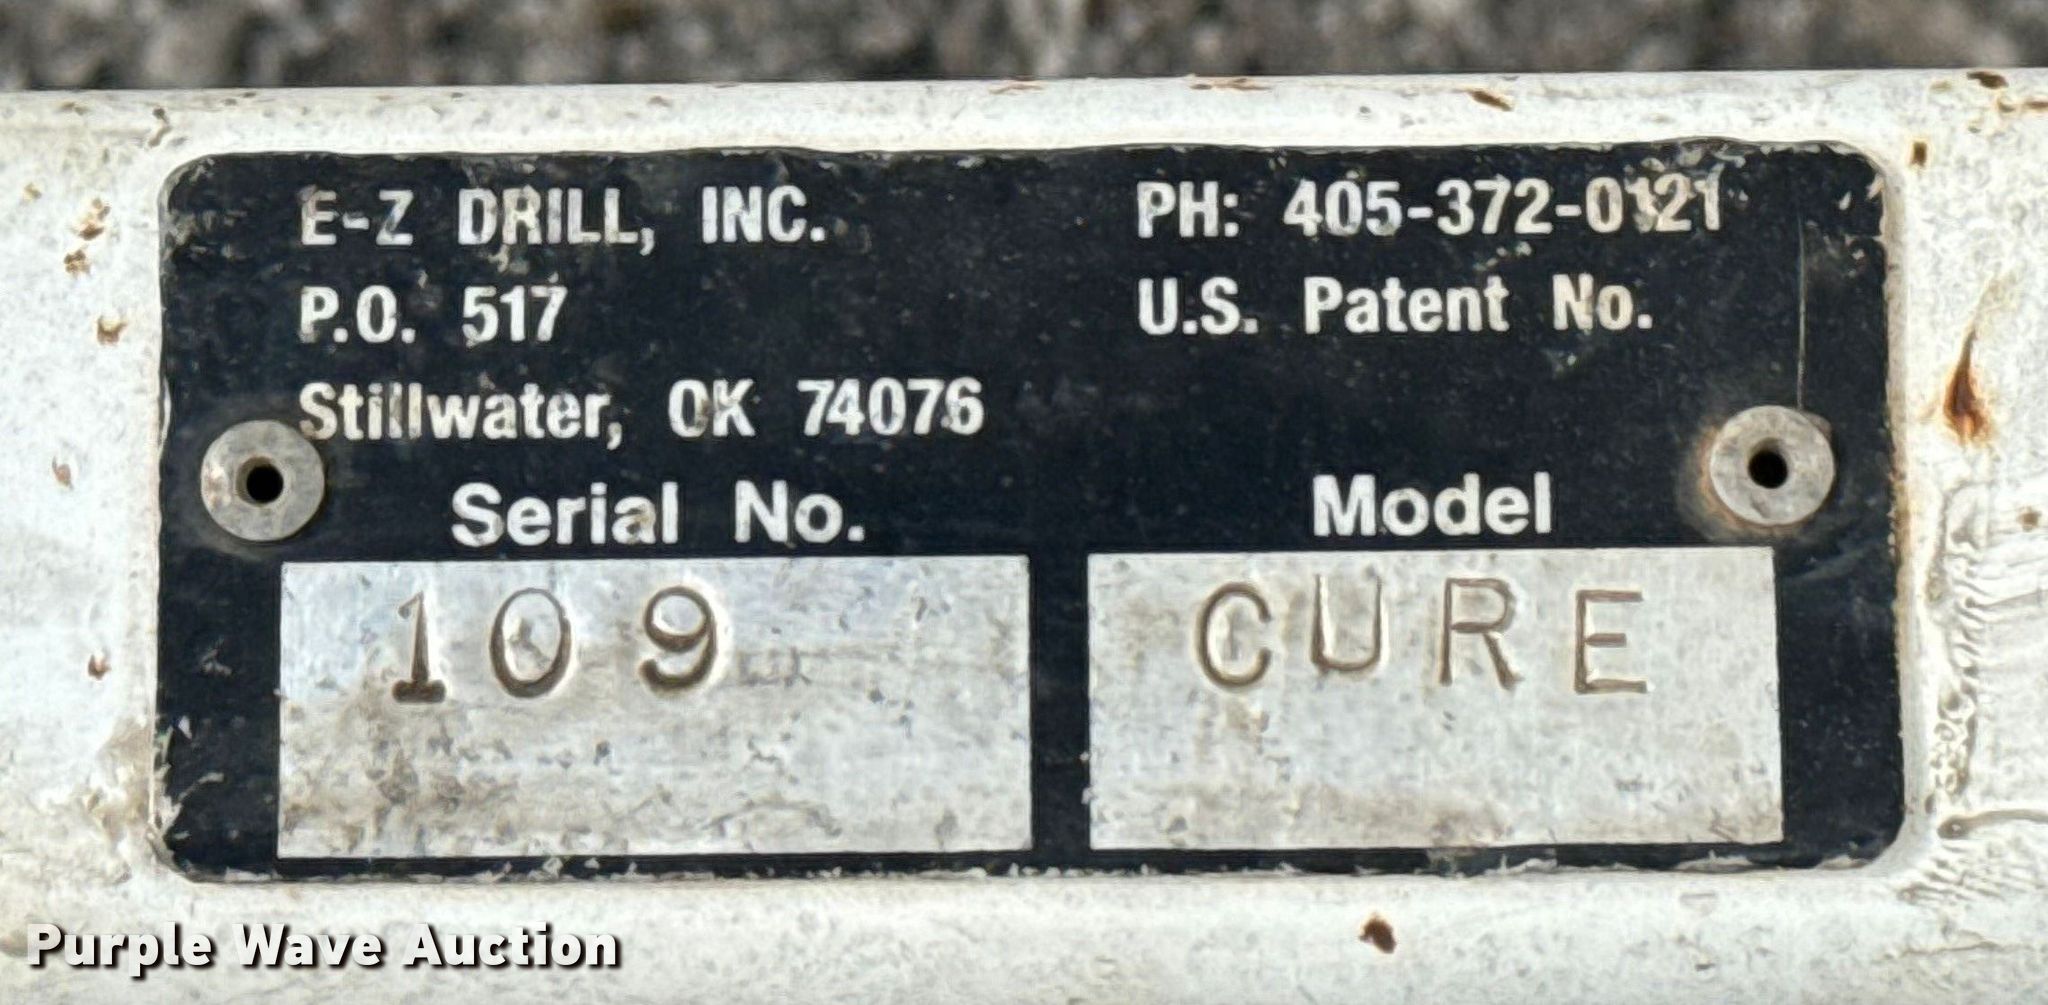 E-Z DRILL, INC.
P.O. 517
Stillwater, OK 74076
PH: 405-372-0121
U.S. Patent No.
Serial No.
109
Model
CURE
Purple Wave Auction